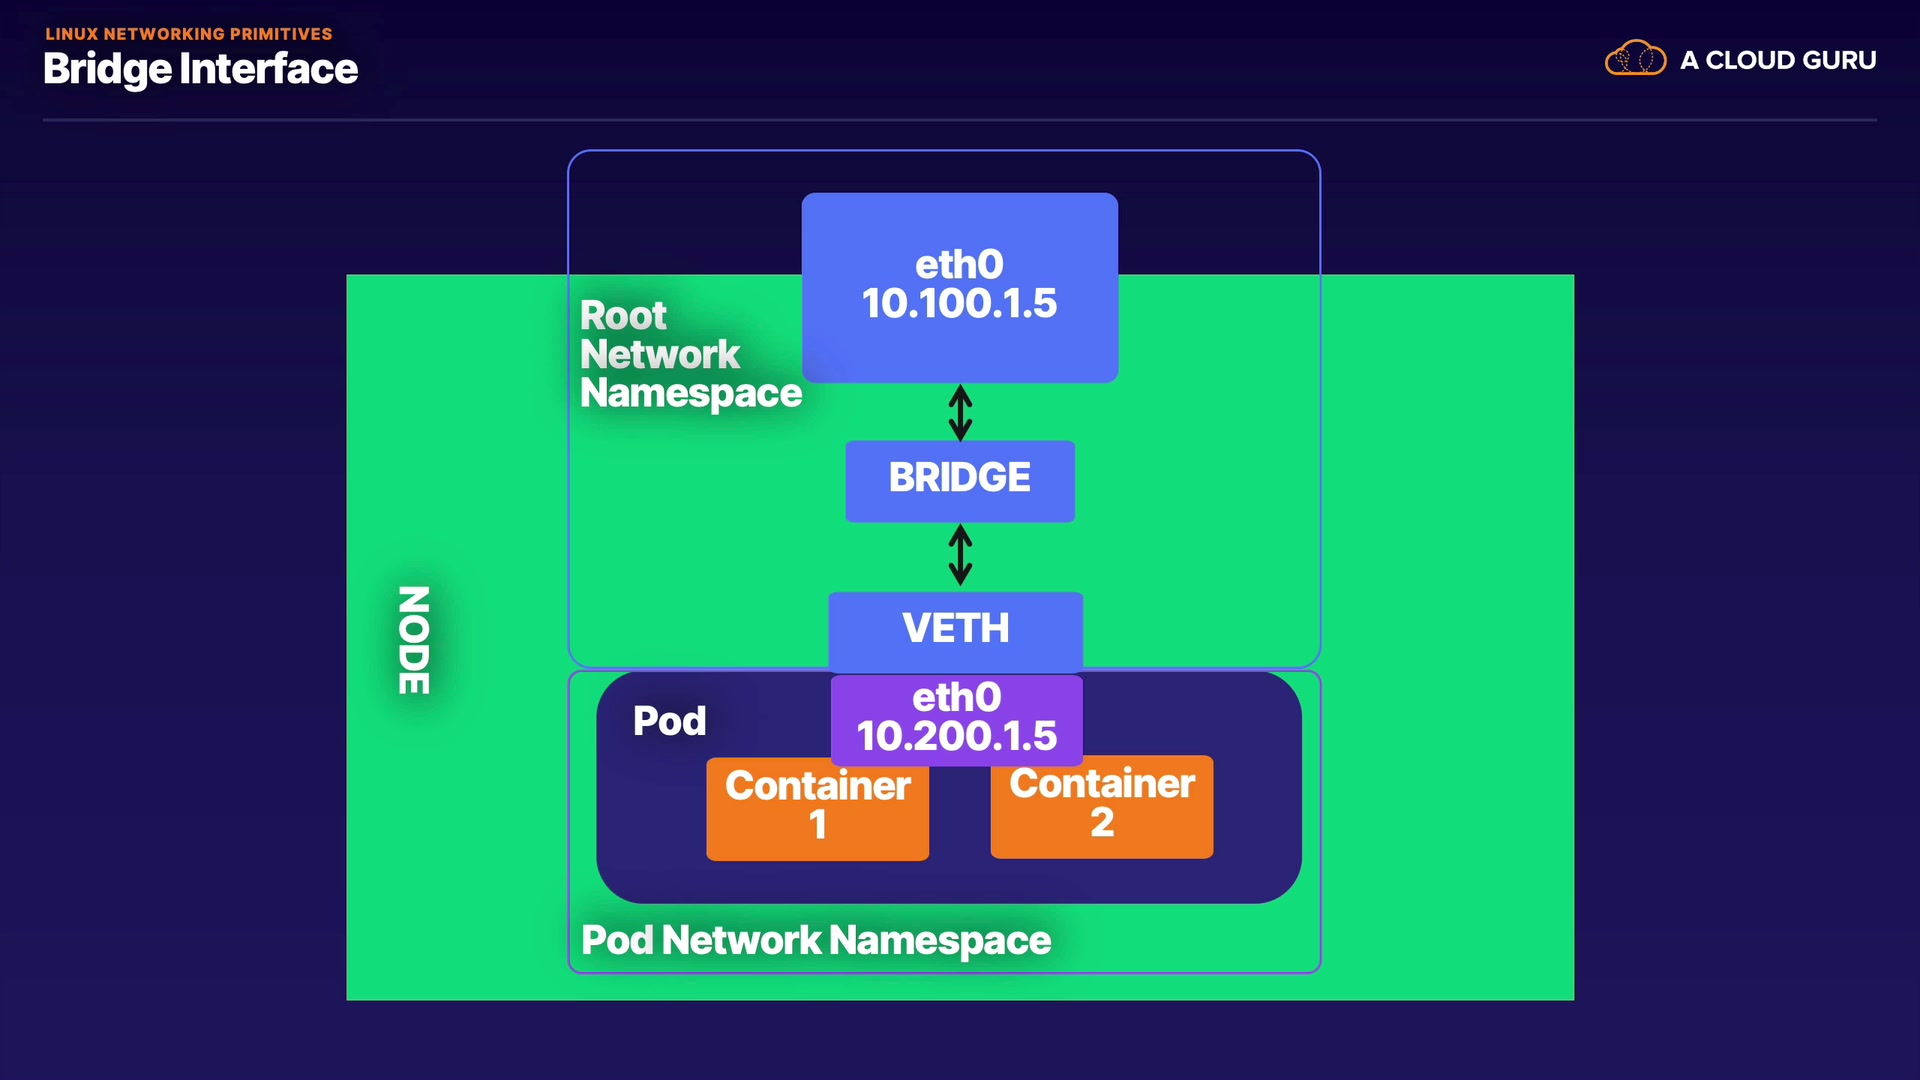 LINUX NETWORKING PRIMITIVES
Bridge Interface
A CLOUD GURU
eth0
10.100.1.5
Root
Network
Namespace
BRIDGE
NODE
VETH
eth0
10.200.1.5
Pod
Container
1
Container
2
Pod Network Namespace